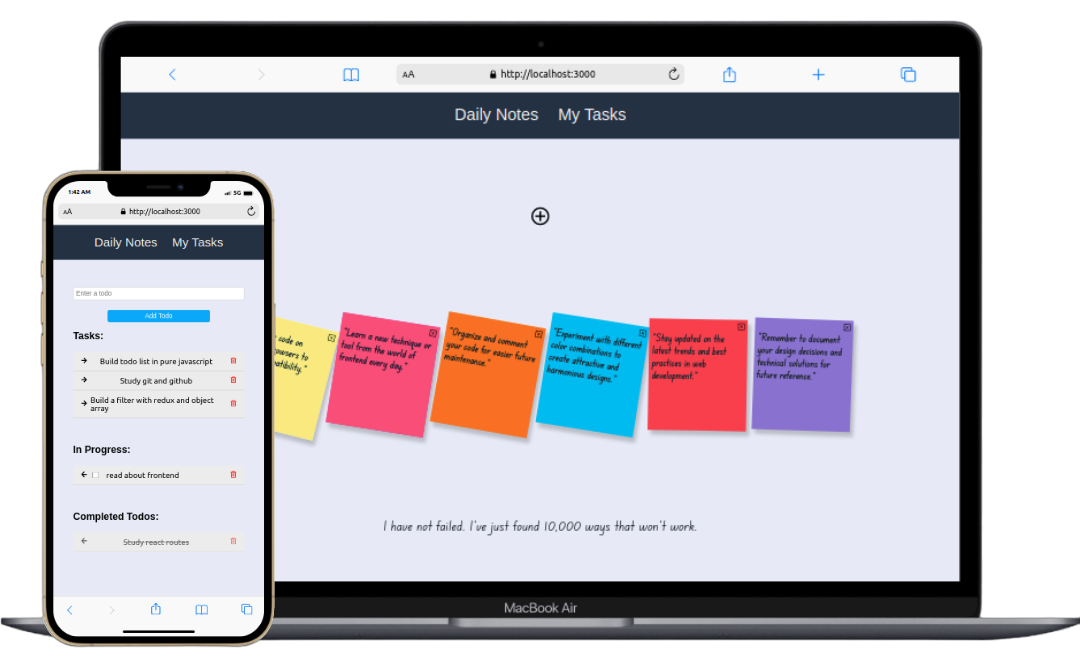 AA http://localhost:3000
Daily Notes My Tasks
code on
to
"Learn a new technique or
tool from the world of
frontend every day."
"Organize and comment
your code for easier future
maintenance."
"Experiment with different
color combinations to
create attractive and
harmonious designs."
"Stay updated on the
latest trends and best
practices in web
development."
"Remember to document
your design decisions and
technical solutions for
future reference."
I have not failed. I've just found 10,000 ways that won't work.
MacBook Air
1:42 AM 5G
AA http://localhost:3000
Daily Notes My Tasks
Enter a todo
Add Todo
Tasks:
Build todo list in pure javascript
Study git and github
Build a filter with redux and object
array
In Progress:
read about frontend
Completed Todos:
Study react routes